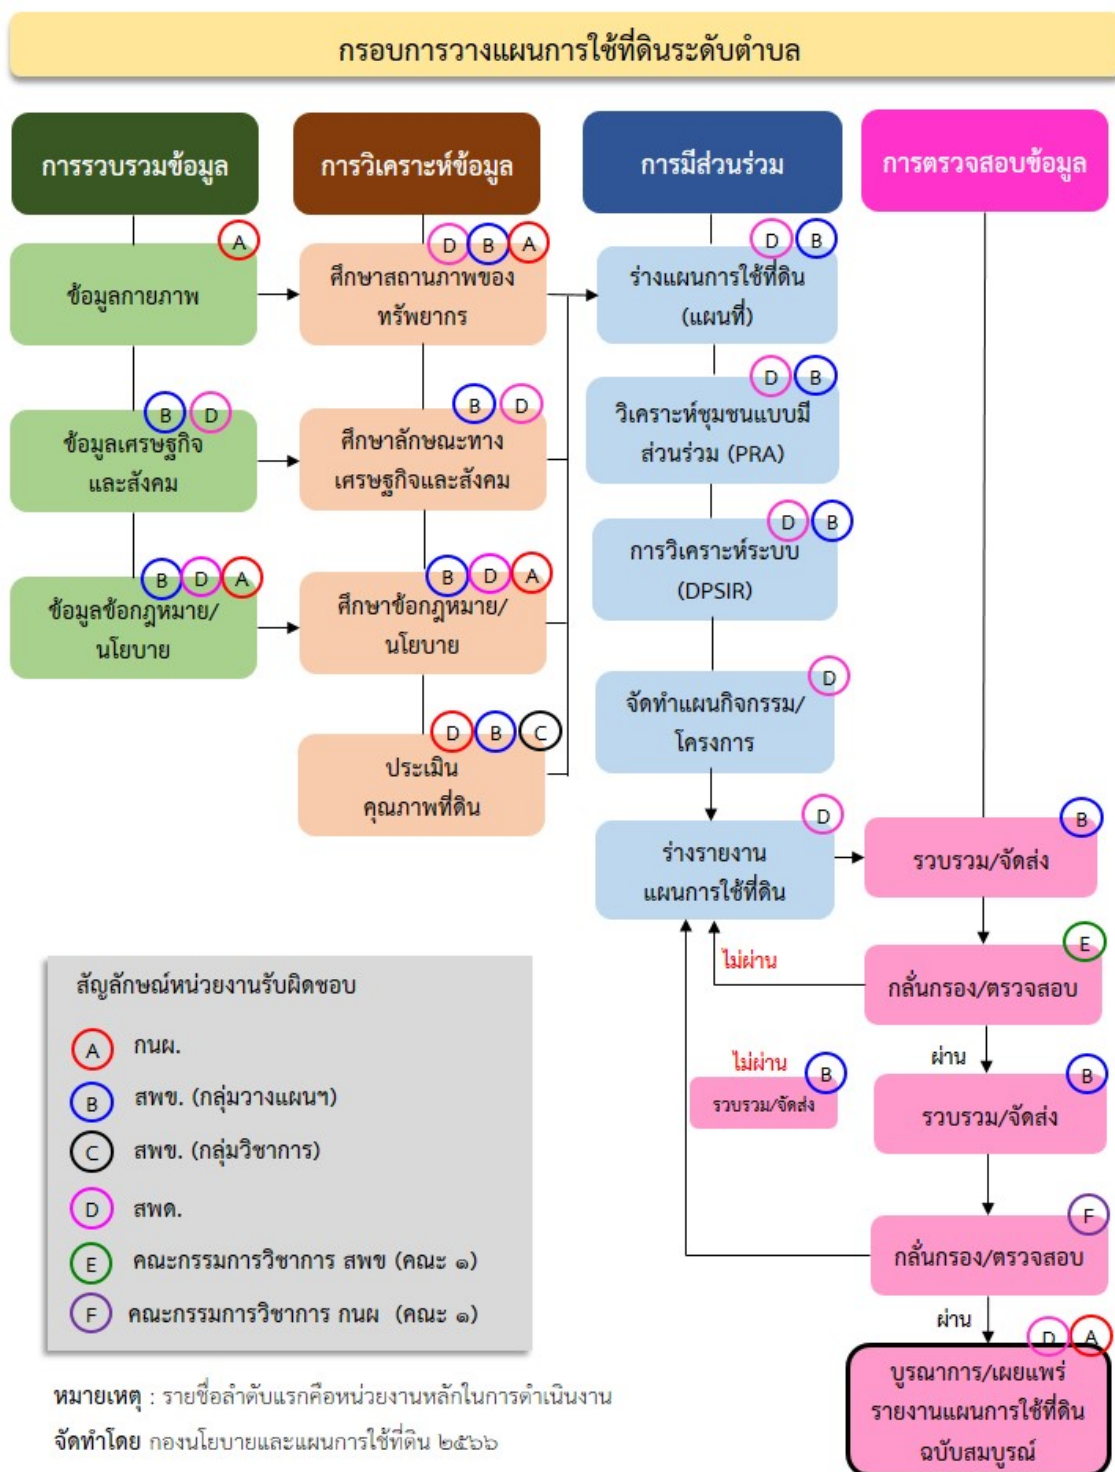 กรอบการวางแผนการใช้ที่ดินระดับตำบล
การรวบรวมข้อมูล
A
ข้อมูลกายภาพ
B D
ข้อมูลเศรษฐกิจ
และสังคม
B D A
ข้อมูลข้อกฎหมาย/
นโยบาย
การวิเคราะห์ข้อมูล
D B A
ศึกษาสถานภาพของ
ทรัพยากร
B D
ศึกษาลักษณะทาง
เศรษฐกิจและสังคม
B D A
ศึกษาข้อกฎหมาย/
นโยบาย
D B C
ประเมิน
คุณภาพที่ดิน
การมีส่วนร่วม
D B
ร่างแผนการใช้ที่ดิน
(แผนที่)
D B
วิเคราะห์ชุมชนแบบมี
ส่วนร่วม (PRA)
D B
การวิเคราะห์ระบบ
(DPSIR)
D
จัดทำแผนกิจกรรม/
โครงการ
D
ร่างรายงาน
แผนการใช้ที่ดิน
การตรวจสอบข้อมูล
B
รวบรวม/จัดส่ง
E
กลั่นกรอง/ตรวจสอบ
ไม่ผ่าน
ผ่าน
B
รวบรวม/จัดส่ง
ไม่ผ่าน
B
รวบรวม/จัดส่ง
F
กลั่นกรอง/ตรวจสอบ
ผ่าน
D A
บูรณาการ/เผยแพร่
รายงานแผนการใช้ที่ดิน
ฉบับสมบูรณ์
สัญลักษณ์หน่วยงานรับผิดชอบ
A กนผ.
B สพข. (กลุ่มวางแผนฯ)
C สพข. (กลุ่มวิชาการ)
D สพด.
E คณะกรรมการวิชาการ สพข (คณะ ๑)
F คณะกรรมการวิชาการ กนผ (คณะ ๑)
หมายเหตุ : รายชื่อลำดับแรกคือหน่วยงานหลักในการดำเนินงาน
จัดทำโดย กองนโยบายและแผนการใช้ที่ดิน ๒๕๖๖